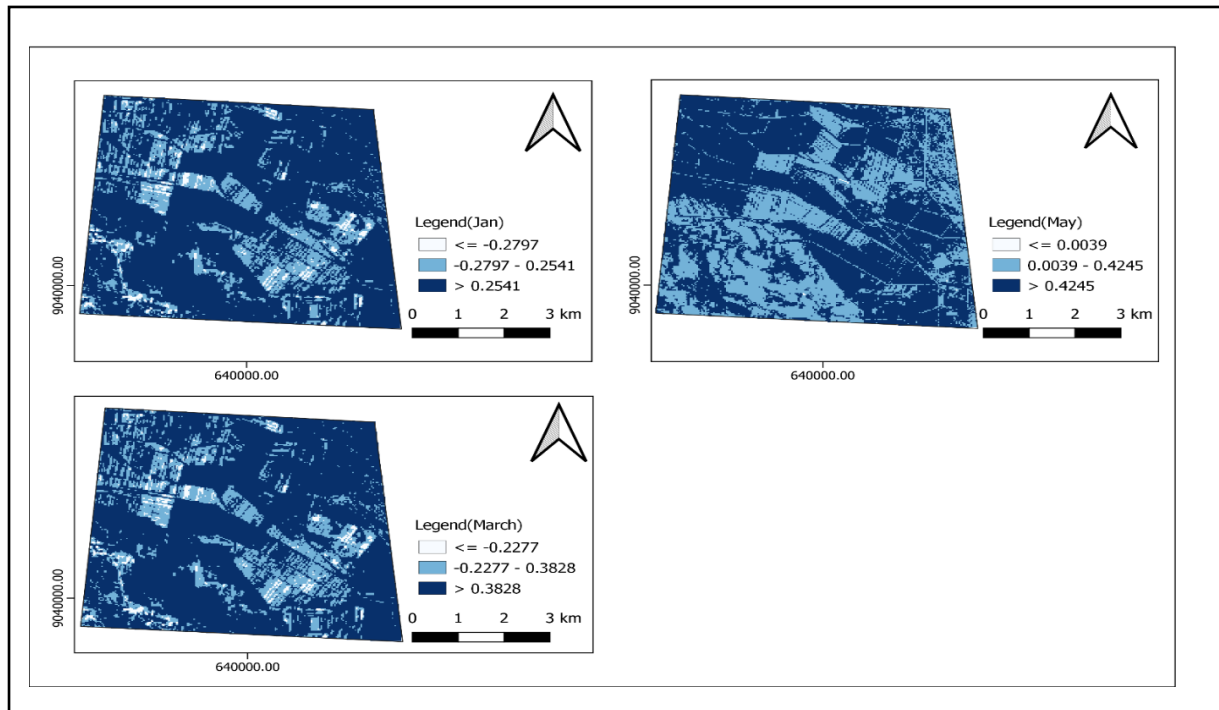 Legend(Jan)
<= -0.2797
-0.2797 - 0.2541
> 0.2541
0 1 2 3 km
9040000.00
640000.00
Legend(May)
<= 0.0039
0.0039 - 0.4245
> 0.4245
0 1 2 3 km
9040000.00
640000.00
Legend(March)
<= -0.2277
-0.2277 - 0.3828
> 0.3828
0 1 2 3 km
9040000.00
640000.00